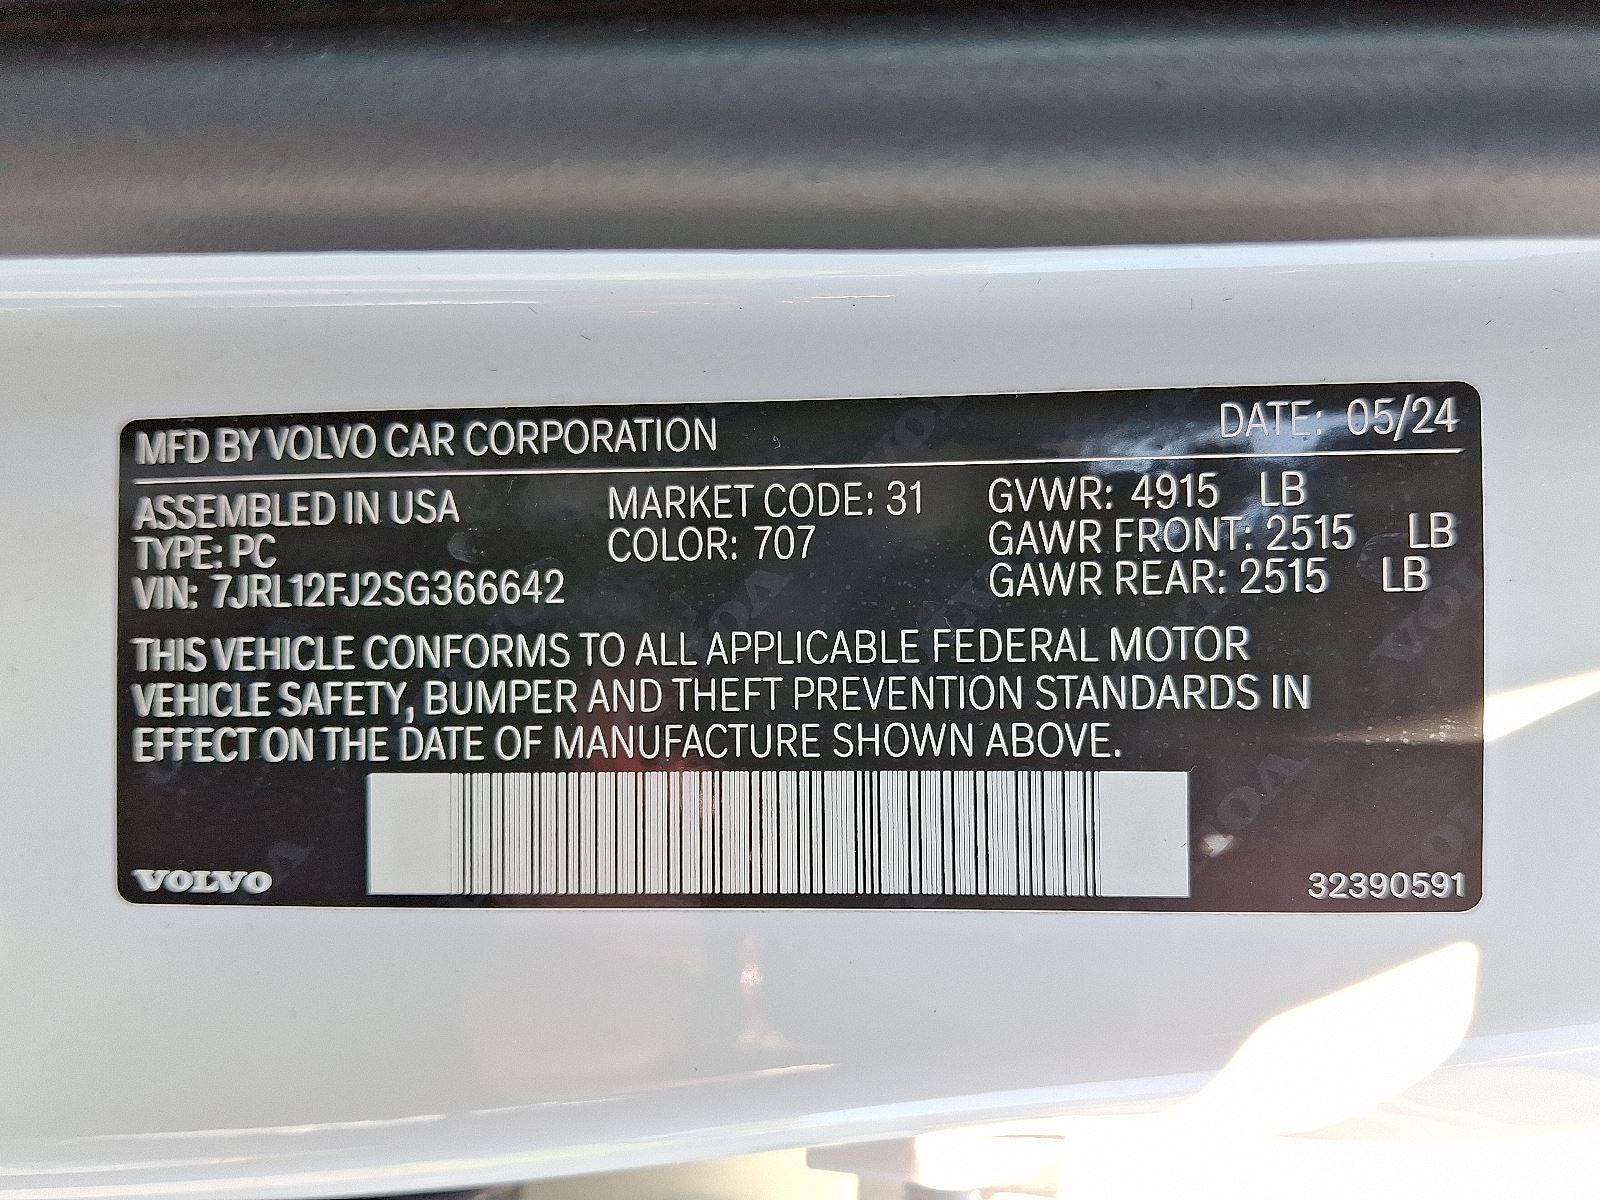 MFD BY VOLVO CAR CORPORATION DATE: 05/24
ASSEMBLED IN USA MARKET CODE: 31 GVWR: 4915 LB
TYPE: PC COLOR: 707 GAWR FRONT: 2515 LB
VIN: 7JRL12FJ2SG366642 GAWR REAR: 2515 LB
THIS VEHICLE CONFORMS TO ALL APPLICABLE FEDERAL MOTOR
VEHICLE SAFETY, BUMPER AND THEFT PREVENTION STANDARDS IN
EFFECT ON THE DATE OF MANUFACTURE SHOWN ABOVE.
VOLVO 32390591